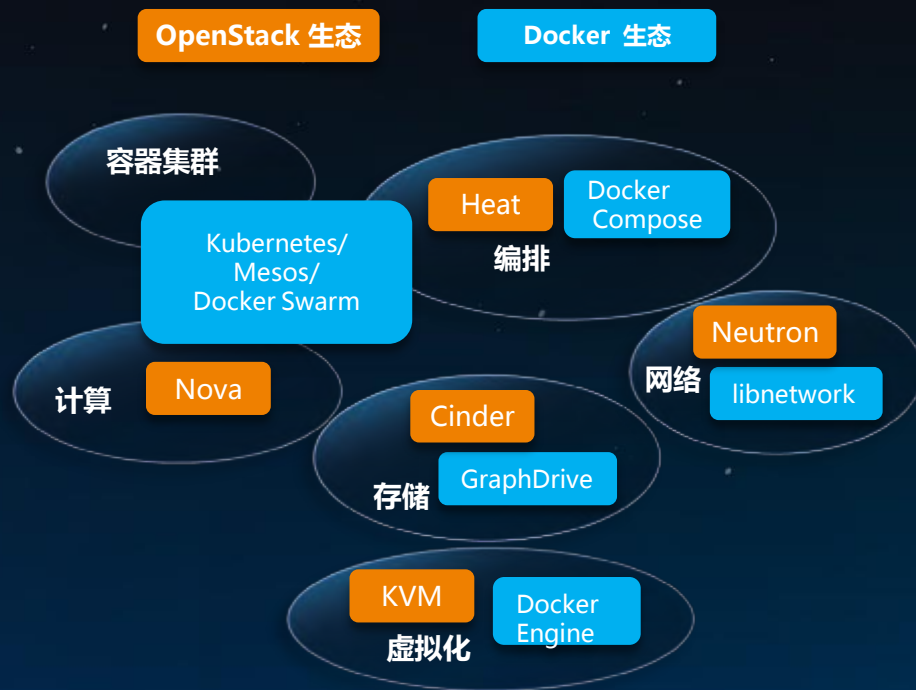 OpenStack 生态
Docker 生态
容器集群
Kubernetes/
Mesos/
Docker Swarm
Heat
Docker
Compose
编排
Neutron
网络
libnetwork
计算
Nova
Cinder
GraphDrive
存储
KVM
Docker
Engine
虚拟化